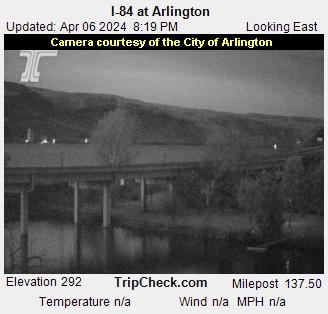 I-84 at Arlington
Updated: Apr 06 2024 8:19 PM Looking East
Camera courtesy of the City of Arlington
Elevation 292 TripCheck.com Milepost 137.50
Temperature n/a Wind n/a MPH n/a